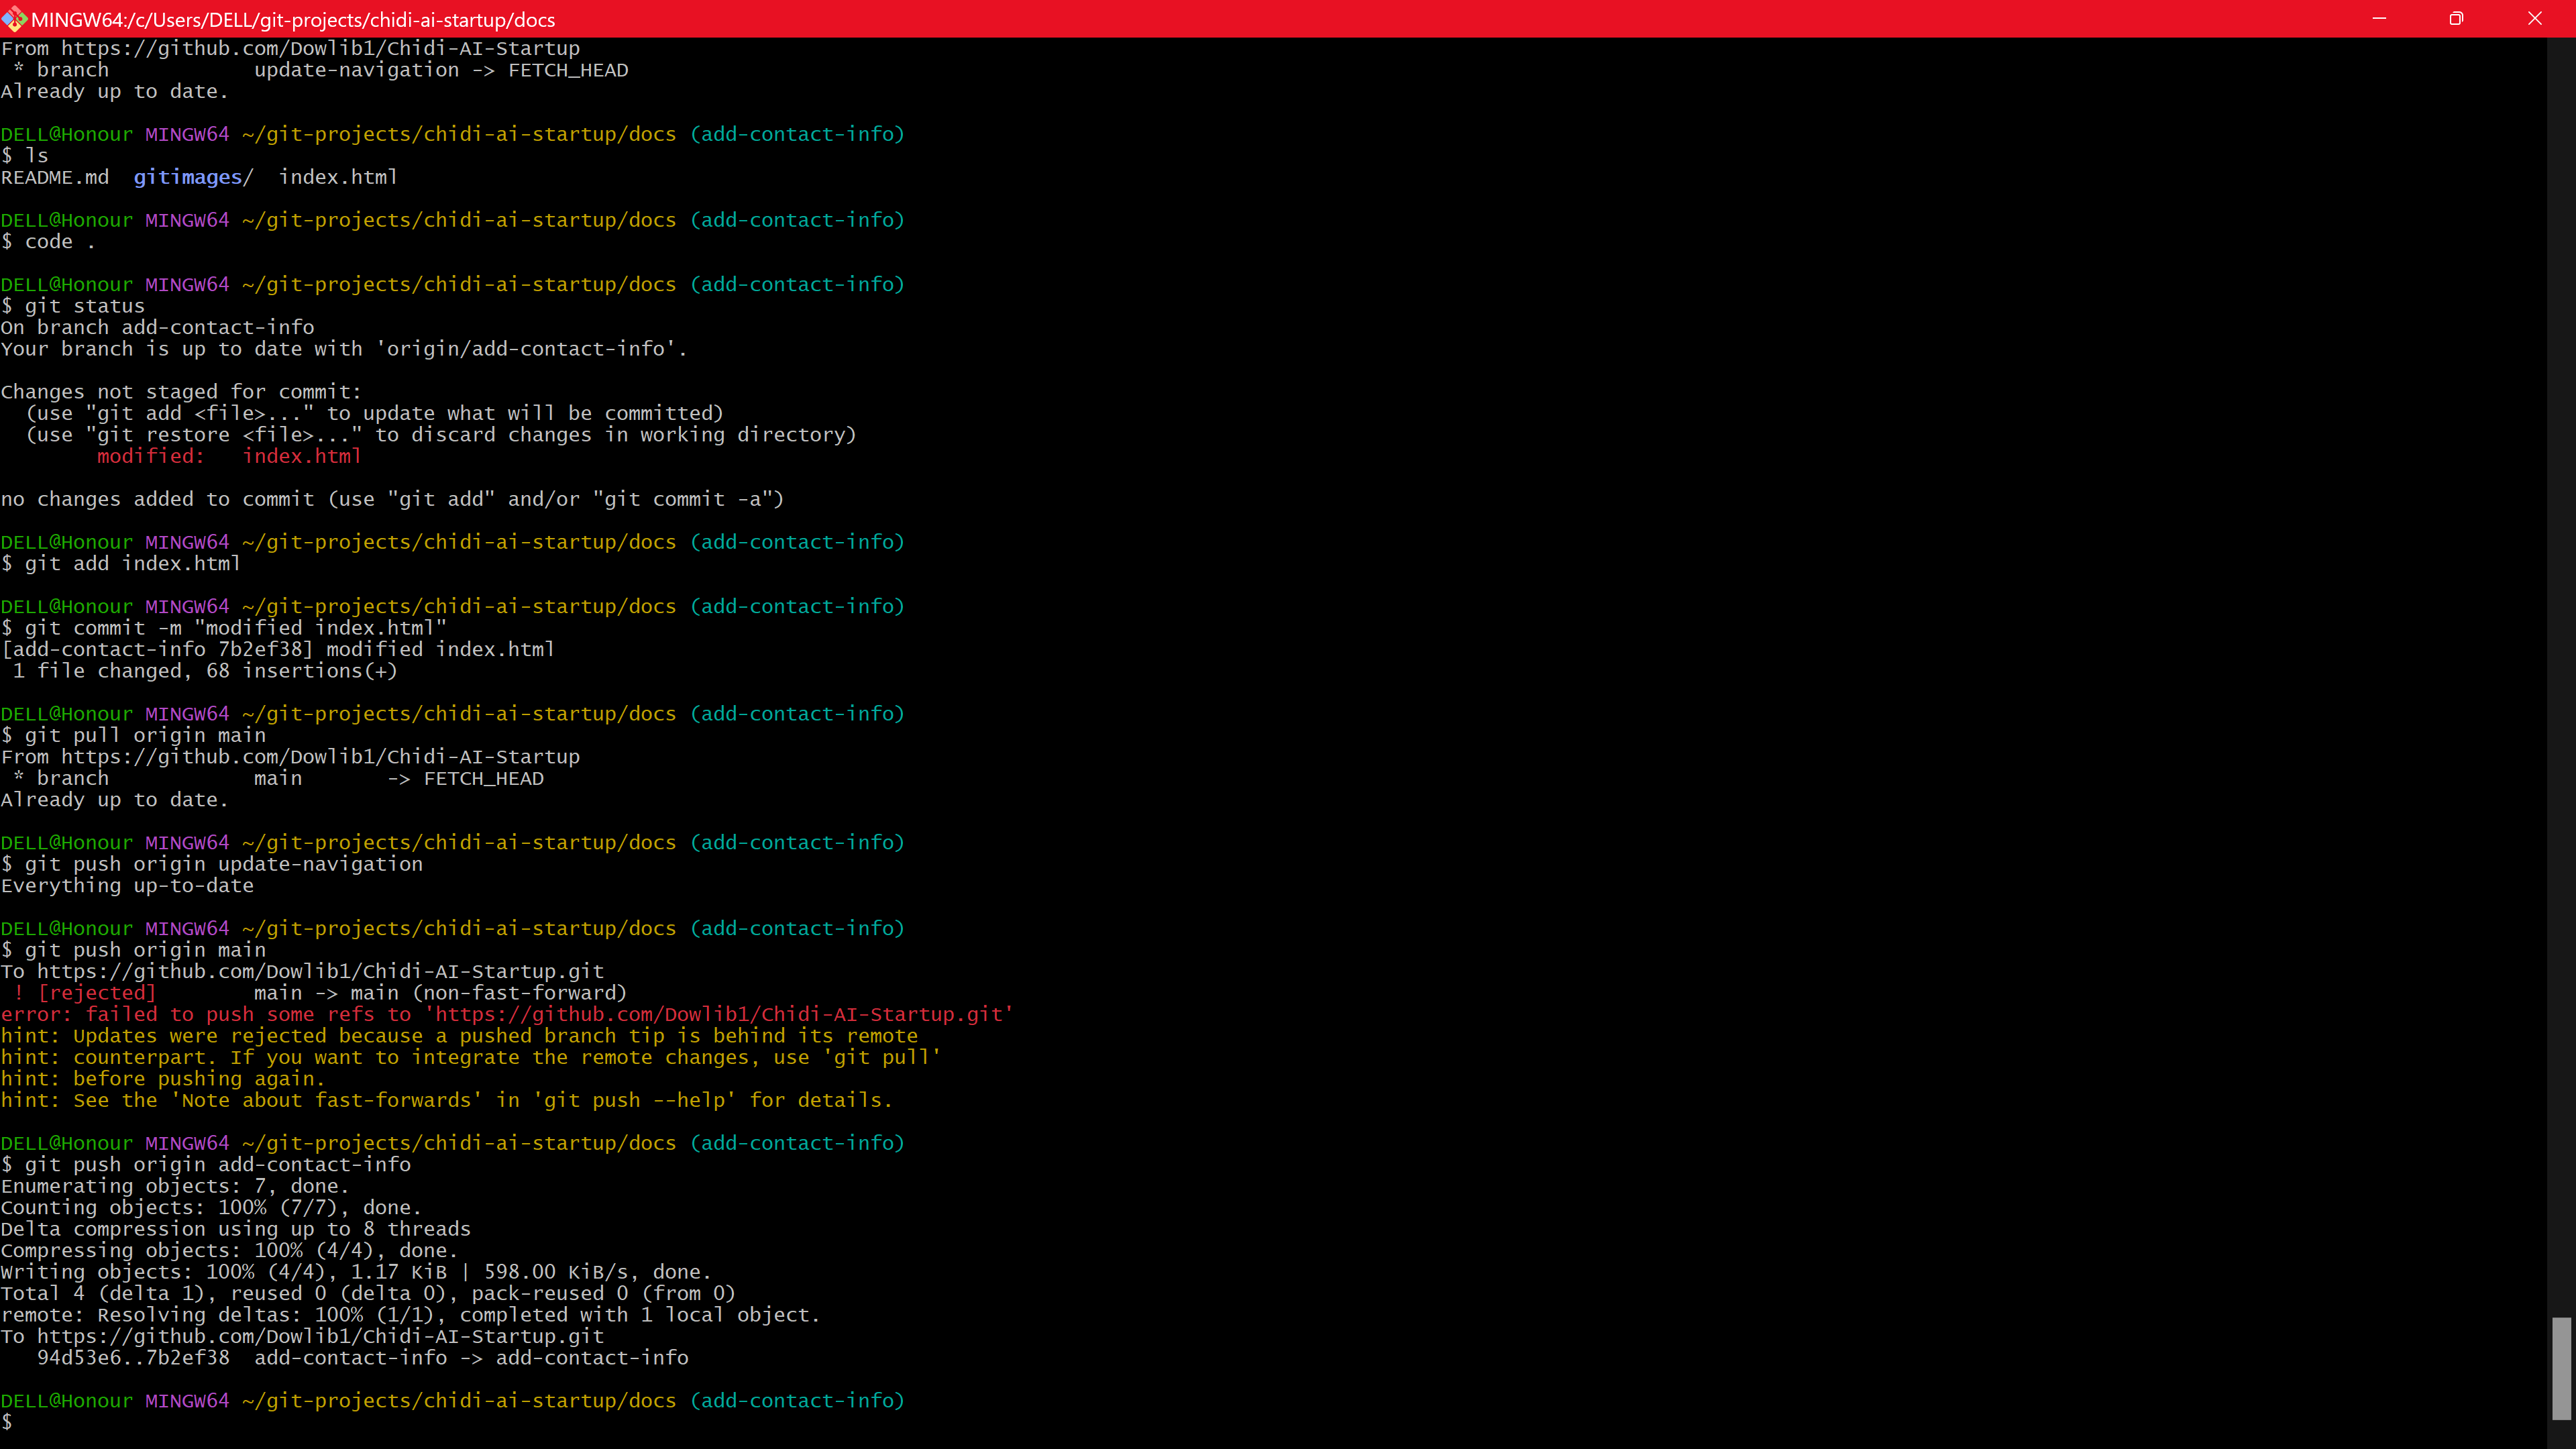 MINGW64:/c/Users/DELL/git-projects/chidi-ai-startup/docs
From https://github.com/Dowlib1/Chidi-AI-Startup
 * branch            update-navigation -> FETCH_HEAD
Already up to date.
DELL@Honour MINGW64 ~/git-projects/chidi-ai-startup/docs (add-contact-info)
$ ls
README.md  gitimages/  index.html
DELL@Honour MINGW64 ~/git-projects/chidi-ai-startup/docs (add-contact-info)
$ code .
DELL@Honour MINGW64 ~/git-projects/chidi-ai-startup/docs (add-contact-info)
$ git status
On branch add-contact-info
Your branch is up to date with 'origin/add-contact-info'.
Changes not staged for commit:
  (use "git add <file>..." to update what will be committed)
  (use "git restore <file>..." to discard changes in working directory)
        modified:   index.html
no changes added to commit (use "git add" and/or "git commit -a")
DELL@Honour MINGW64 ~/git-projects/chidi-ai-startup/docs (add-contact-info)
$ git add index.html
DELL@Honour MINGW64 ~/git-projects/chidi-ai-startup/docs (add-contact-info)
$ git commit -m "modified index.html"
[add-contact-info 7b2ef38] modified index.html
 1 file changed, 68 insertions(+)
DELL@Honour MINGW64 ~/git-projects/chidi-ai-startup/docs (add-contact-info)
$ git pull origin main
From https://github.com/Dowlib1/Chidi-AI-Startup
 * branch            main       -> FETCH_HEAD
Already up to date.
DELL@Honour MINGW64 ~/git-projects/chidi-ai-startup/docs (add-contact-info)
$ git push origin update-navigation
Everything up-to-date
DELL@Honour MINGW64 ~/git-projects/chidi-ai-startup/docs (add-contact-info)
$ git push origin main
To https://github.com/Dowlib1/Chidi-AI-Startup.git
 ! [rejected]        main -> main (non-fast-forward)
error: failed to push some refs to 'https://github.com/Dowlib1/Chidi-AI-Startup.git'
hint: Updates were rejected because a pushed branch tip is behind its remote
hint: counterpart. If you want to integrate the remote changes, use 'git pull'
hint: before pushing again.
hint: See the 'Note about fast-forwards' in 'git push --help' for details.
DELL@Honour MINGW64 ~/git-projects/chidi-ai-startup/docs (add-contact-info)
$ git push origin add-contact-info
Enumerating objects: 7, done.
Counting objects: 100% (7/7), done.
Delta compression using up to 8 threads
Compressing objects: 100% (4/4), done.
Writing objects: 100% (4/4), 1.17 KiB | 598.00 KiB/s, done.
Total 4 (delta 1), reused 0 (delta 0), pack-reused 0 (from 0)
remote: Resolving deltas: 100% (1/1), completed with 1 local object.
To https://github.com/Dowlib1/Chidi-AI-Startup.git
   94d53e6..7b2ef38  add-contact-info -> add-contact-info
DELL@Honour MINGW64 ~/git-projects/chidi-ai-startup/docs (add-contact-info)
$